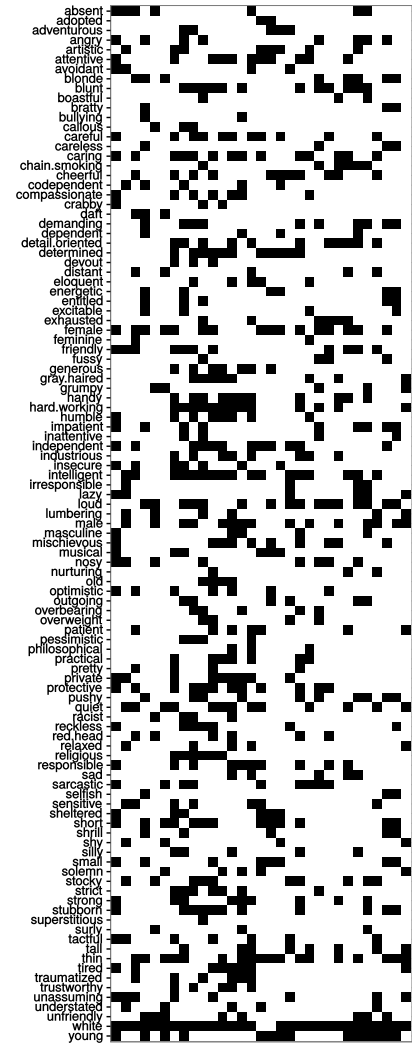 absent
adopted
adventurous
angry
artistic
attentive
avoidant
blonde
blunt
boastful
bratty
bullying
callous
careful
careless
caring
chain.smoking
cheerful
codependent
compassionate
crabby
daft
demanding
dependent
detail.oriented
determined
devout
distant
eloquent
energetic
entitled
excitable
exhausted
female
feminine
friendly
fussy
generous
gray.haired
grumpy
handy
hard.working
humble
impatient
inattentive
independent
industrious
insecure
intelligent
irresponsible
lazy
loud
lumbering
male
masculine
mischievous
musical
nosy
nurturing
old
optimistic
outgoing
overbearing
overweight
patient
pessimistic
philosophical
practical
pretty
private
protective
pushy
quiet
racist
reckless
red.head
relaxed
religious
responsible
sad
sarcastic
selfish
sensitive
sheltered
short
shrill
shy
silly
small
solemn
stocky
strict
strong
stubborn
superstitious
surly
tactful
tall
thin
tired
traumatized
trustworthy
unassuming
understated
unfriendly
white
young